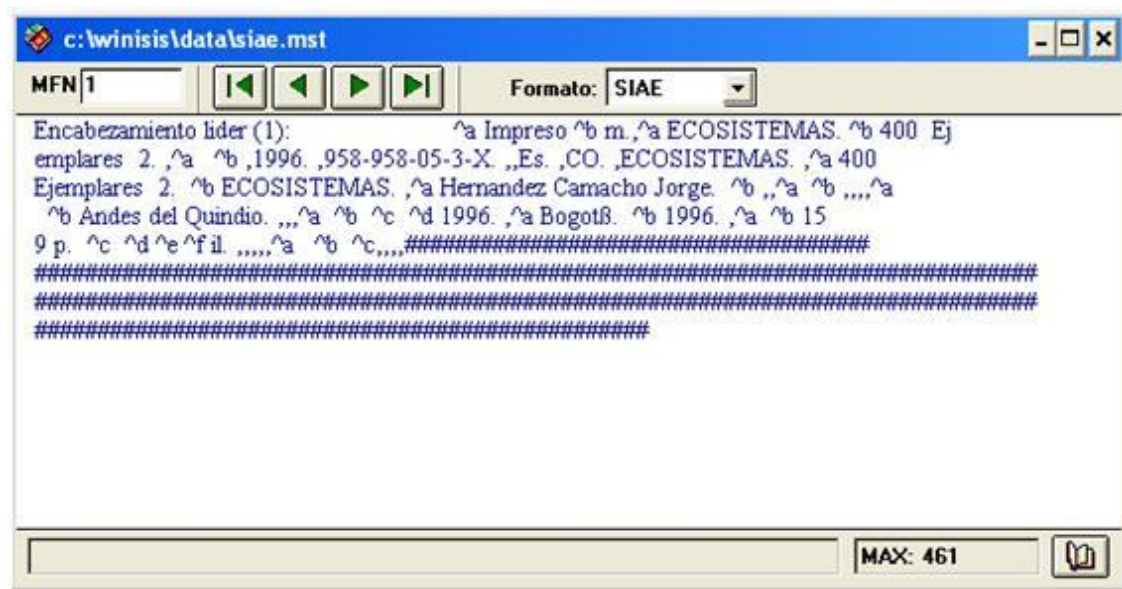 c:\winisis\data\siae.mst
MFN 1 Formato: SIAE
Encabezamiento lider (1): ^a Impreso ^b m.,^a ECOSISTEMAS. ^b 400 Ej
emplares 2. ,^a ^b ,1996. ,958-958-05-3-X. ,,Es. ,CO. ,ECOSISTEMAS. ,^a 400
Ejemplares 2. ^b ECOSISTEMAS. ,^a Hernandez Camacho Jorge. ^b ,,^a ^b ,,,,^a
^b Andes del Quindio. ,,,^a ^b ^c ^d 1996. ,^a Bogotß. ^b 1996. ,^a ^b 15
9 p. ^c ^d ^e ^f il. ,,,,,^a ^b ^c,,,,#####################################
################################################################################
################################################################################
#################################################
MAX: 461